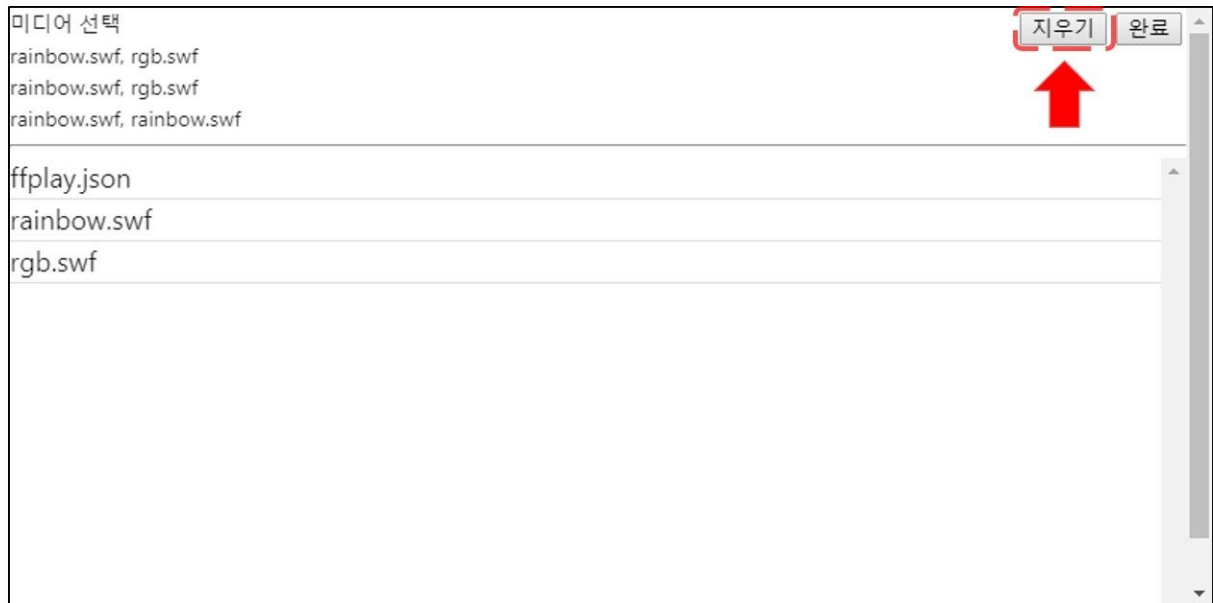 미디어 선택
지우기 완료
rainbow.swf, rgb.swf
rainbow.swf, rgb.swf
rainbow.swf, rainbow.swf
ffplay.json
rainbow.swf
rgb.swf